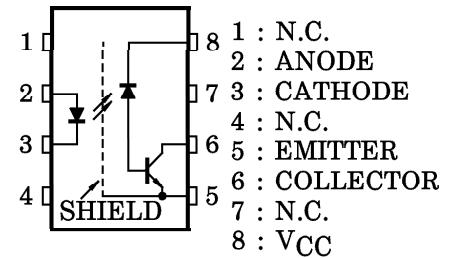 1
2
3
4
8
7
6
5
SHIELD
1 : N.C.
2 : ANODE
3 : CATHODE
4 : N.C.
5 : EMITTER
6 : COLLECTOR
7 : N.C.
8 : VCC